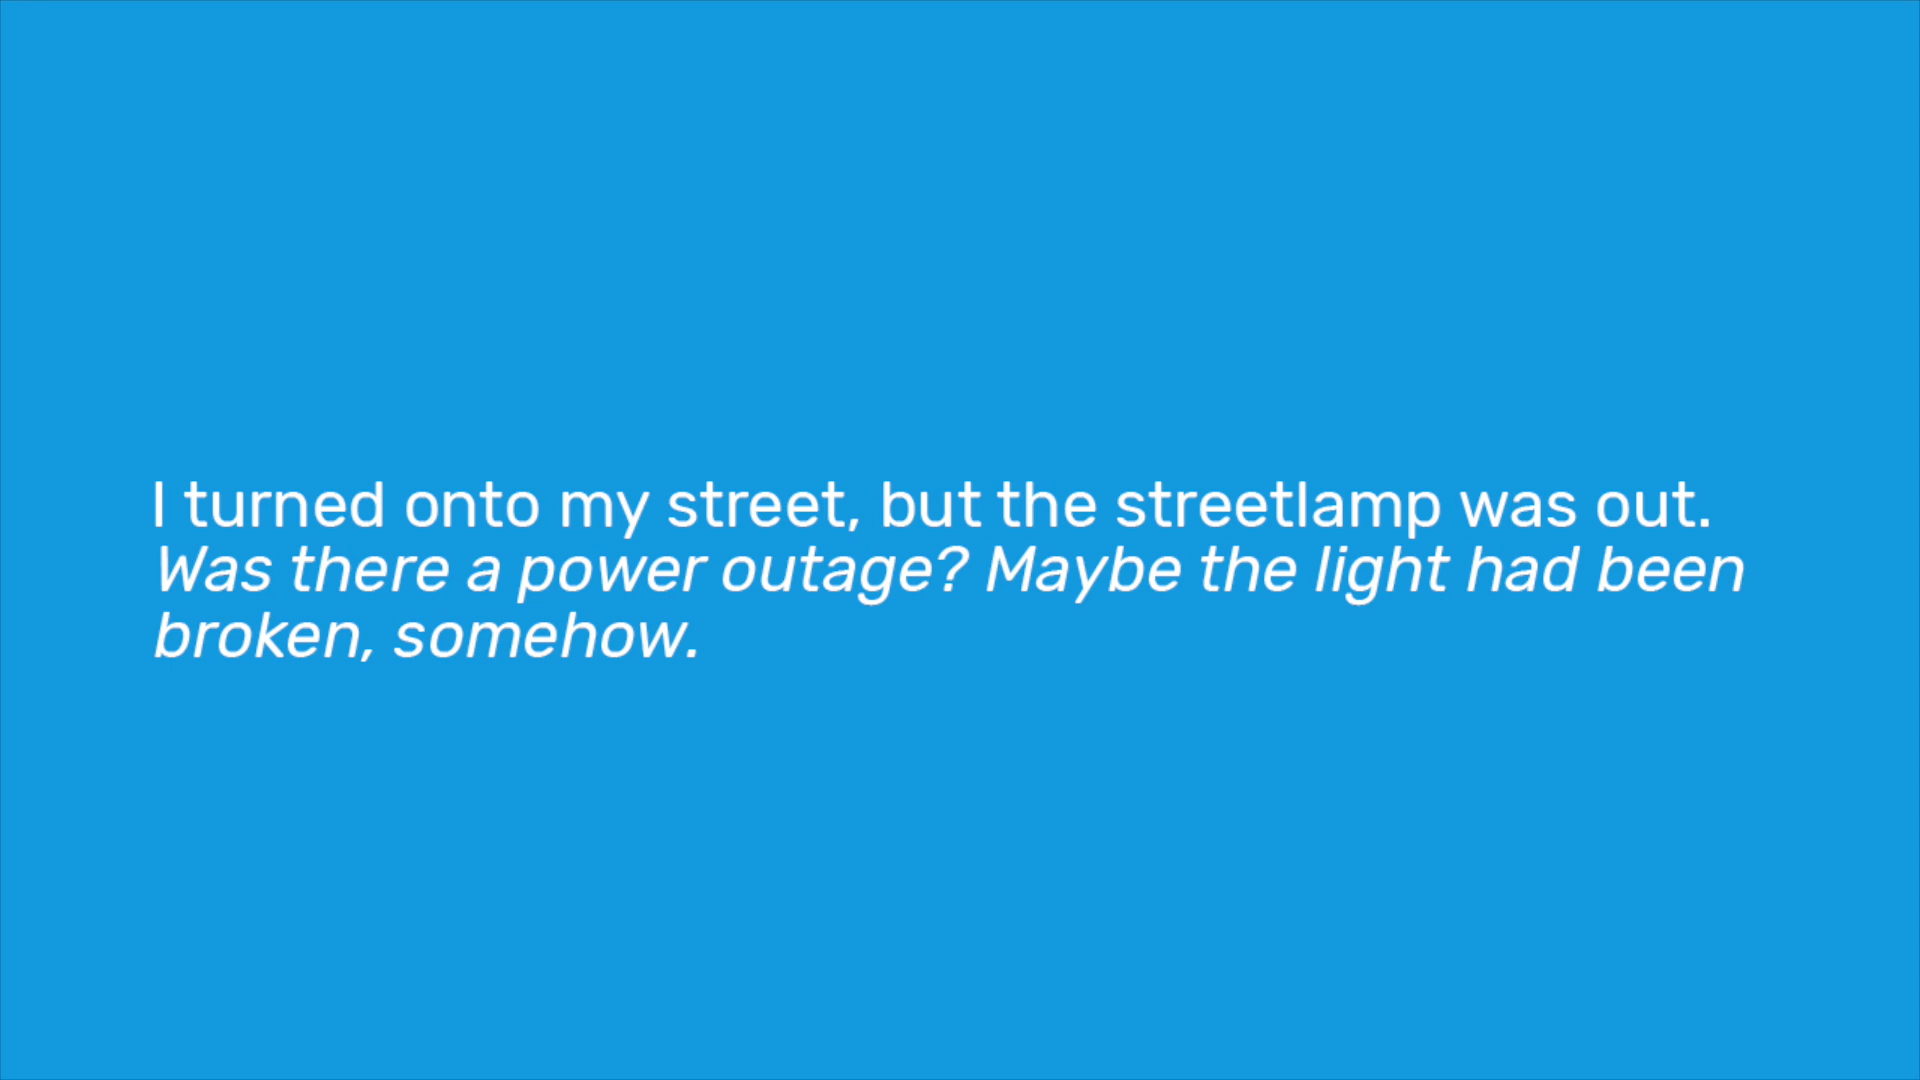 I turned onto my street, but the streetlamp was out.
Was there a power outage? Maybe the light had been
broken, somehow.